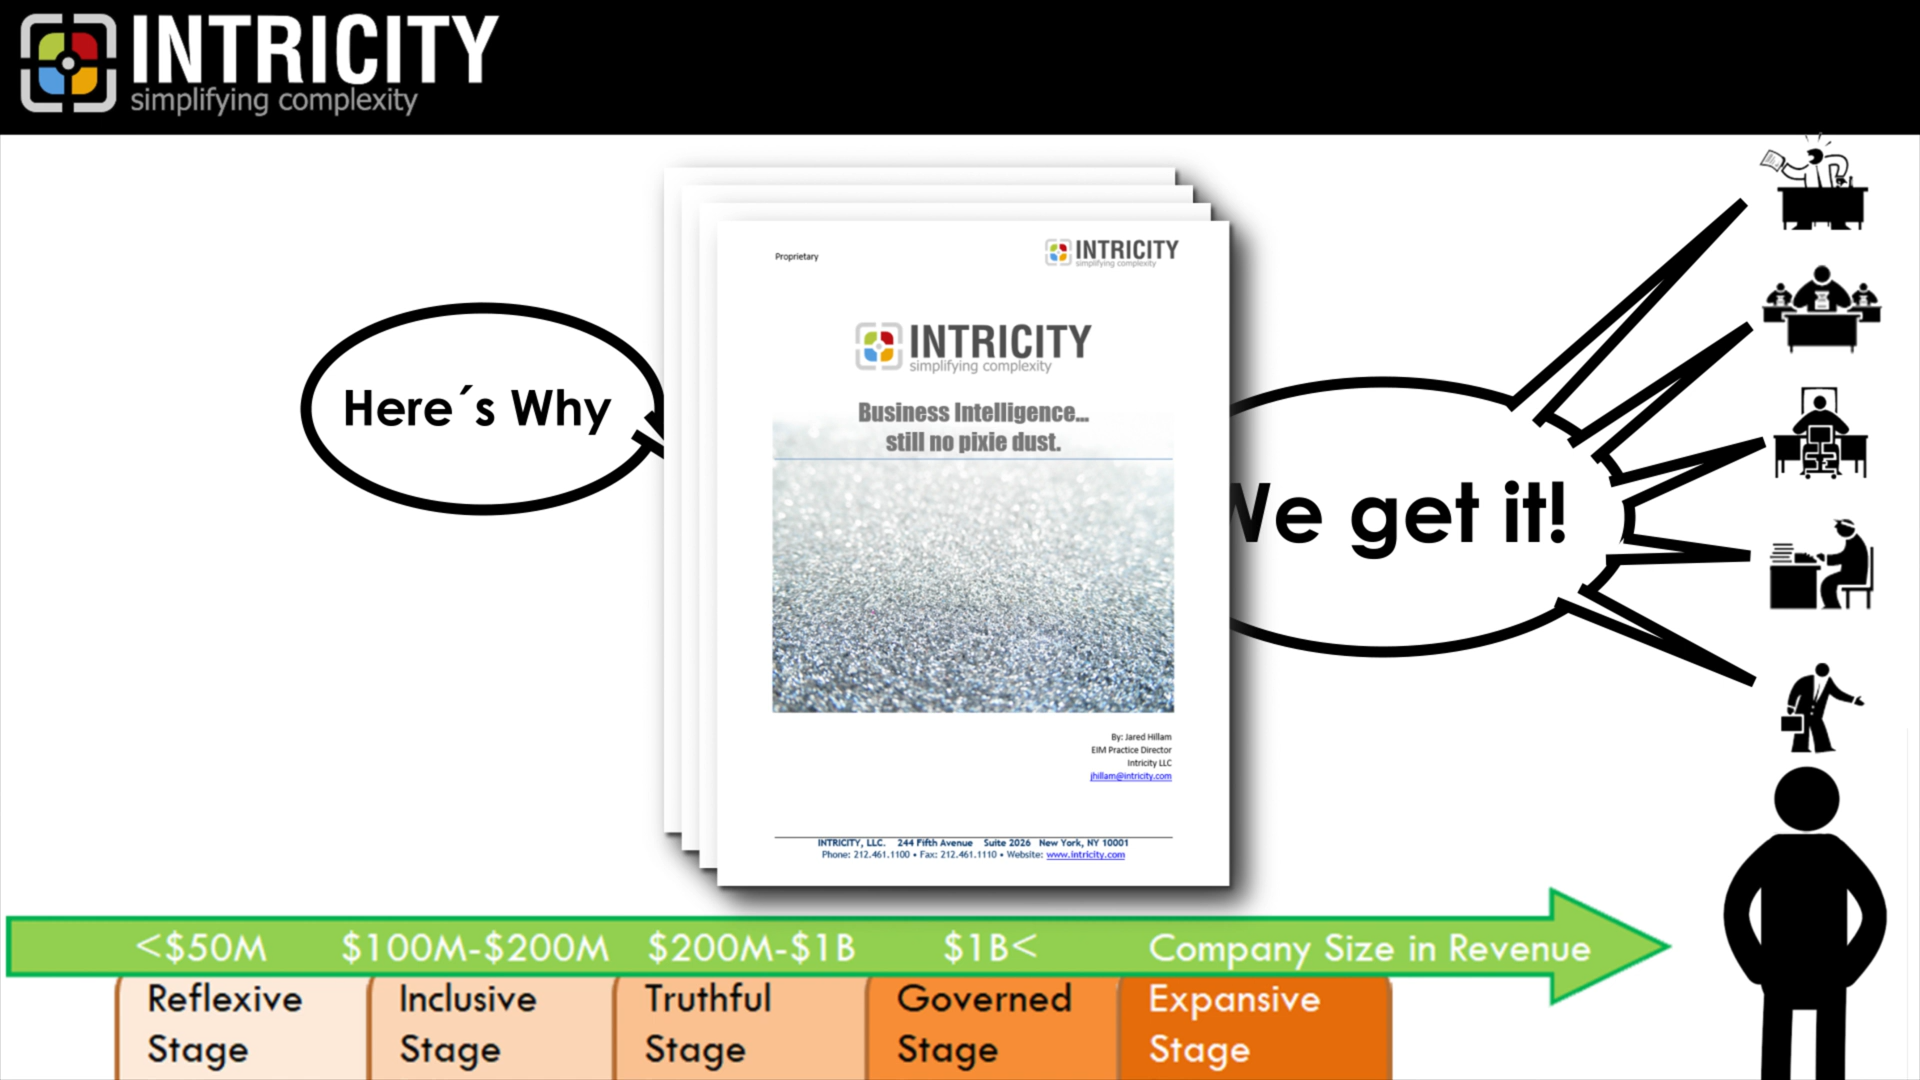 INTRICITY
simplifying complexity
Proprietary
INTRICITY
simplifying complexity
INTRICITY
simplifying complexity
Business Intelligence...
still no pixie dust.
Here´s Why
We get it!
By: Jared Hillam
EIM Practice Director
Intricity LLC
jhillam@intricity.com
INTRICITY, LLC. 244 Fifth Avenue Suite 2026 New York, NY 10001
Phone: 212.461.1100 • Fax: 212.461.1110 • Website: www.intricity.com
<$50M $100M-$200M $200M-$1B $1B< Company Size in Revenue
Reflexive Stage
Inclusive Stage
Truthful Stage
Governed Stage
Expansive Stage